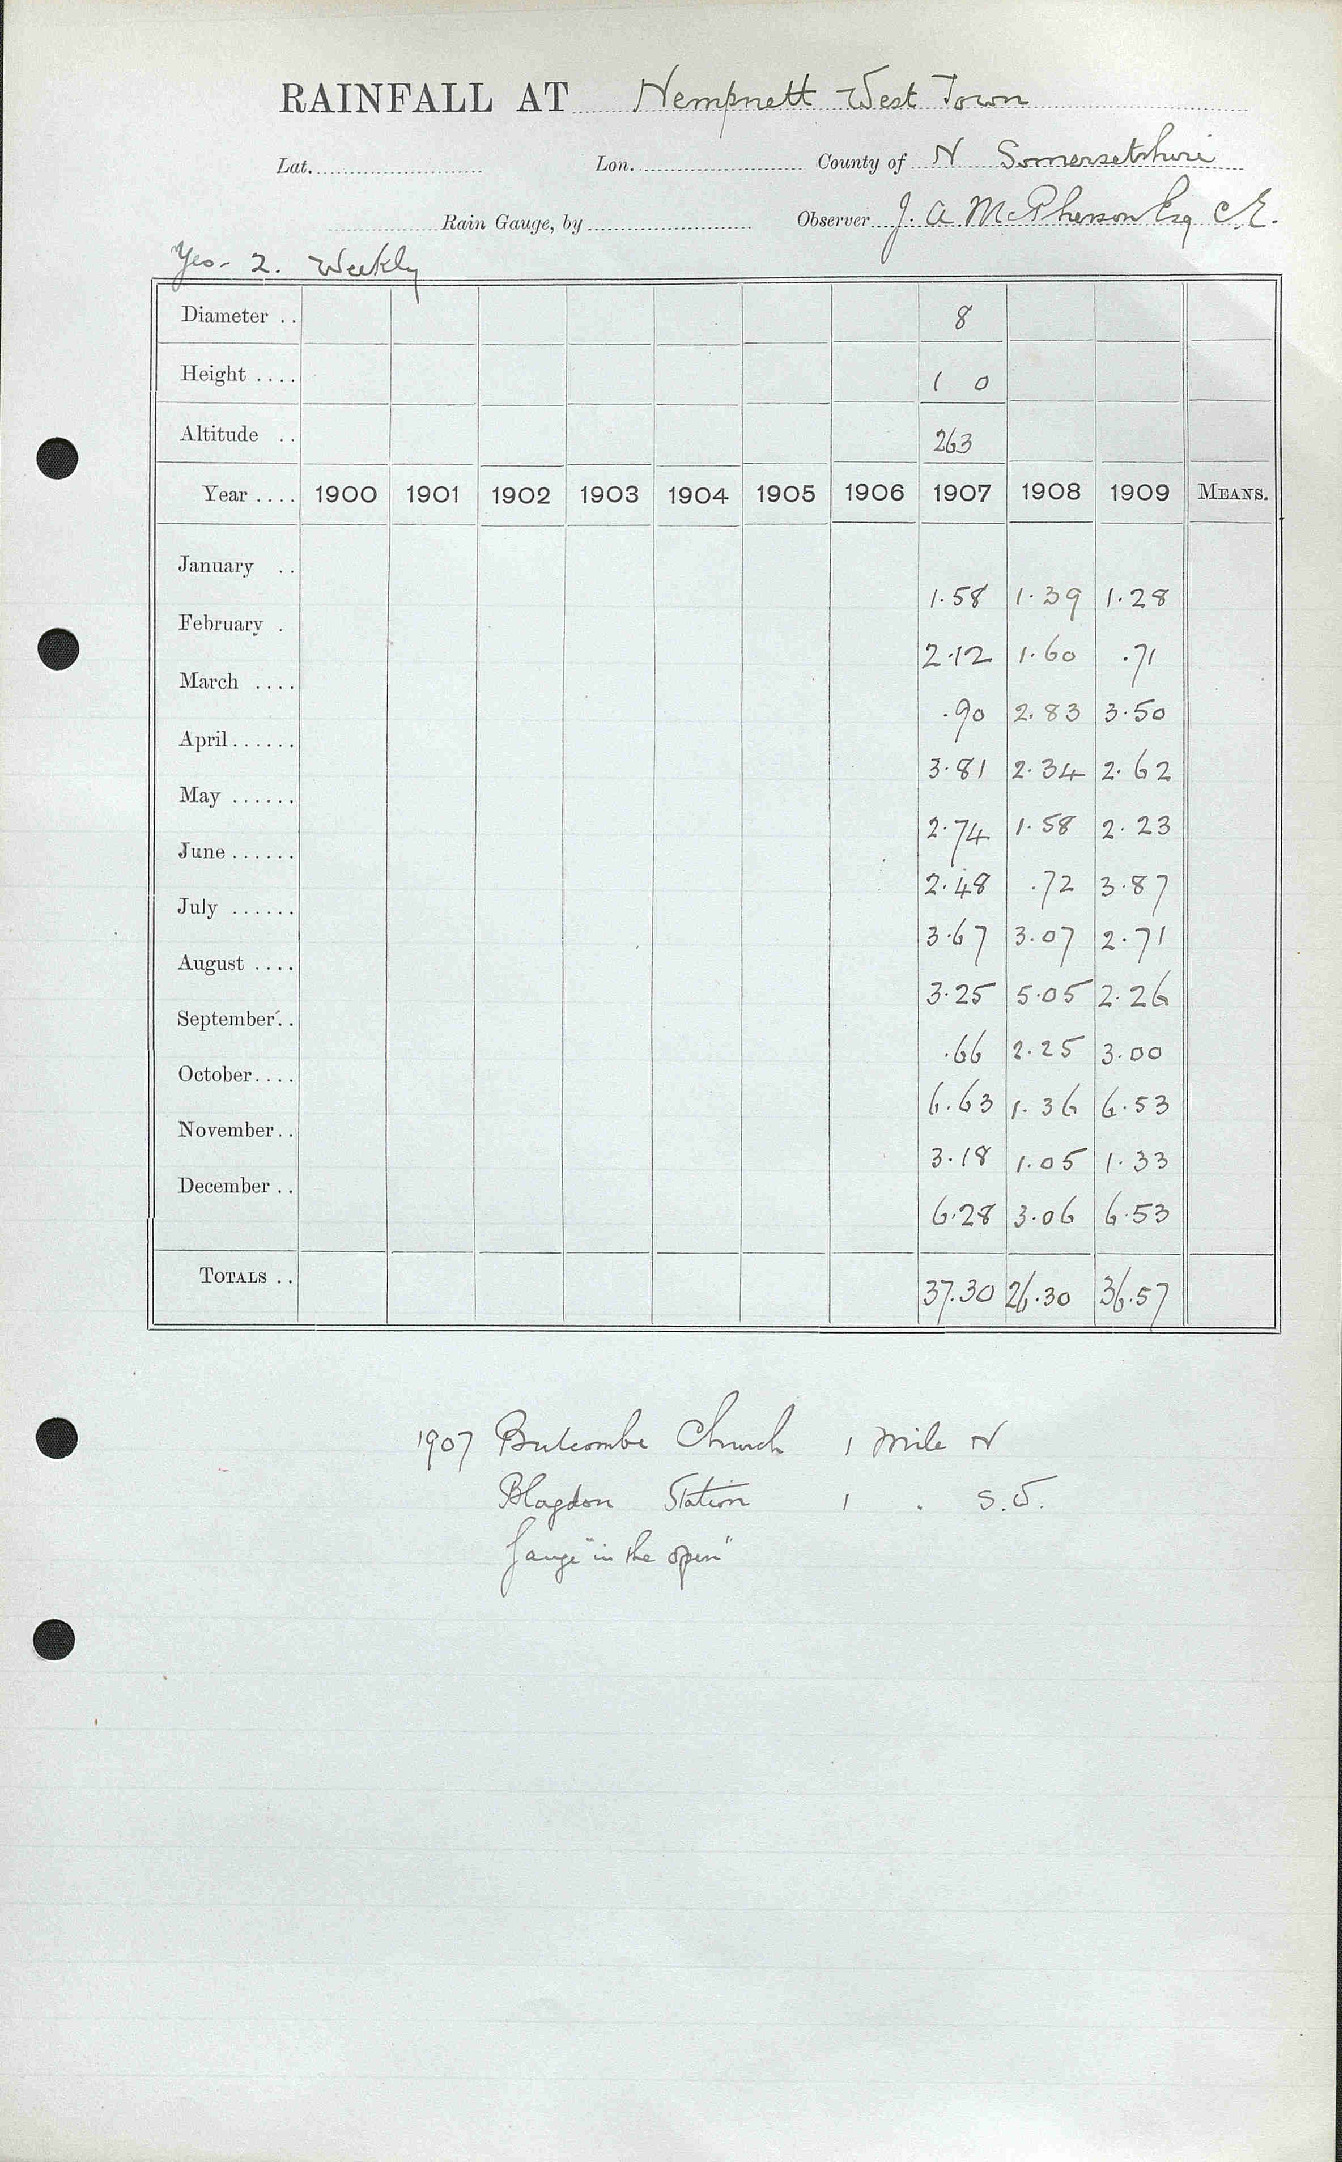 RAINFALL AT Nempnett West Town
Lat. Lon. County of N Somersetshire
Rain Gauge, by Observer J. A. McPherson Esq C.E.
Yeo- 2. Weekly
Diameter .. 8
Height .... 1 0
Altitude .. 263
Year .... 1900 1901 1902 1903 1904 1905 1906 1907 1908 1909 MEANS.
January .. 1.58 1.39 1.28
February . 2.12 1.60 .71
March .... .90 2.83 3.50
April...... 3.81 2.34 2.62
May ...... 2.74 1.58 2.23
June...... 2.48 .72 3.87
July ...... 3.67 3.07 2.71
August .... 3.25 5.05 2.26
September.. .66 2.25 3.00
October.... 6.63 1.36 6.53
November.. 3.18 1.05 1.33
December .. 6.28 3.06 6.53
TOTALS .. 37.30 26.30 36.57
1907 Butcombe Church 1 Mile N
Blagdon Station 1 . S.
Gauge "in the open"